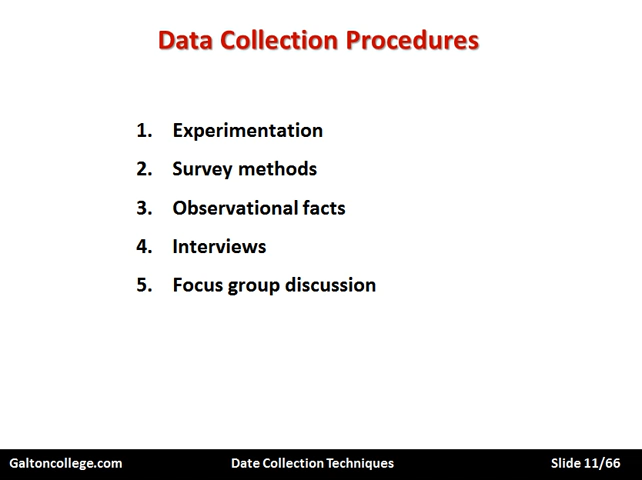 Data Collection Procedures
1. Experimentation
2. Survey methods
3. Observational facts
4. Interviews
5. Focus group discussion
Galtoncollege.com Date Collection Techniques Slide 11/66